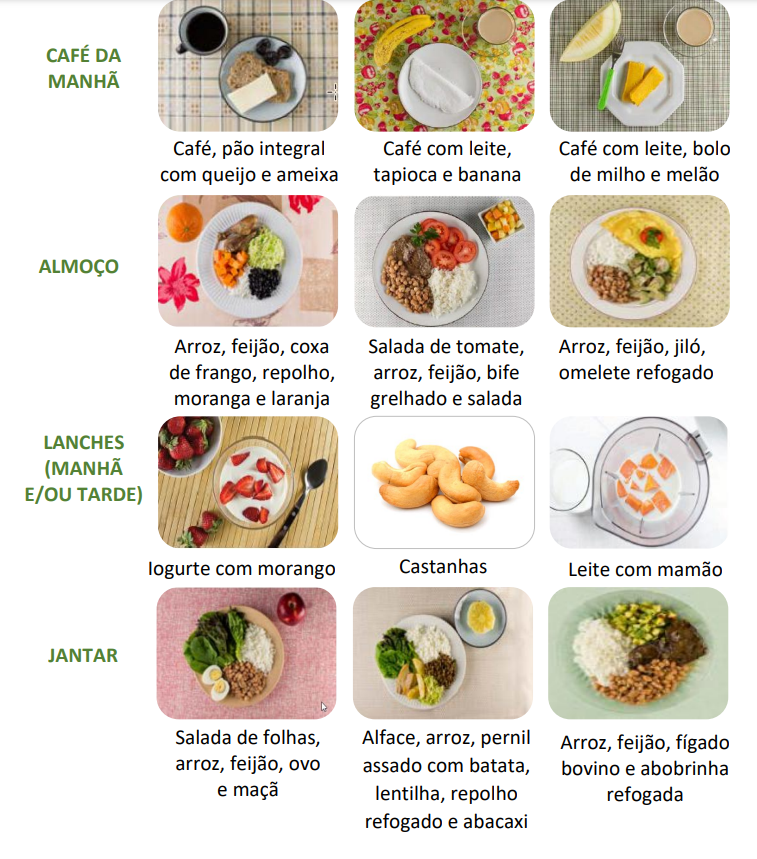 CAFÉ DA
MANHÃ
Café, pão integral
com queijo e ameixa
Café com leite,
tapioca e banana
Café com leite, bolo
de milho e melão
ALMOÇO
Arroz, feijão, coxa
de frango, repolho,
moranga e laranja
Salada de tomate,
arroz, feijão, bife
grelhado e salada
Arroz, feijão, jiló,
omelete refogado
LANCHES
(MANHÃ
E/OU TARDE)
Iogurte com morango
Castanhas
Leite com mamão
JANTAR
Salada de folhas,
arroz, feijão, ovo
e maçã
Alface, arroz, pernil
assado com batata,
lentilha, repolho
refogado e abacaxi
Arroz, feijão, fígado
bovino e abobrinha
refogada